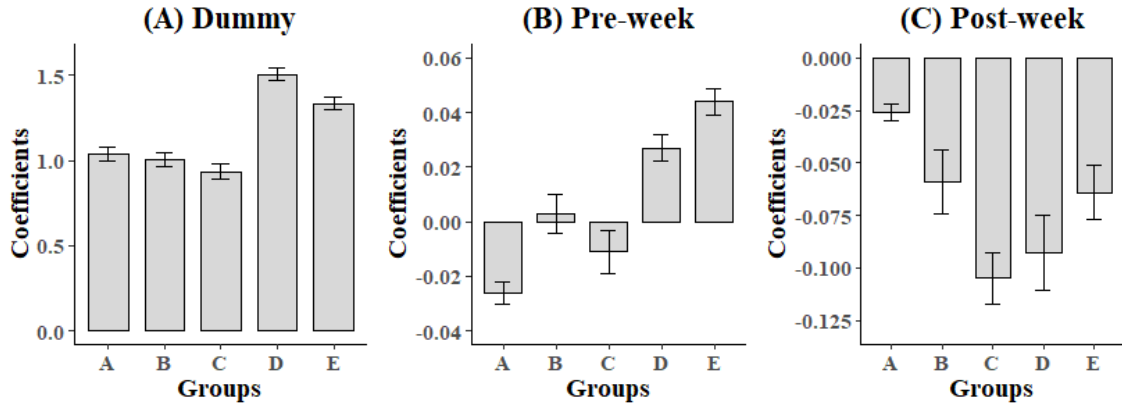 (A) Dummy
Coefficients
1.5
1.0
0.5
0.0
A B C D E
Groups
(B) Pre-week
Coefficients
0.06
0.04
0.02
0.00
-0.02
-0.04
A B C D E
Groups
(C) Post-week
Coefficients
0.000
-0.025
-0.050
-0.075
-0.100
-0.125
A B C D E
Groups